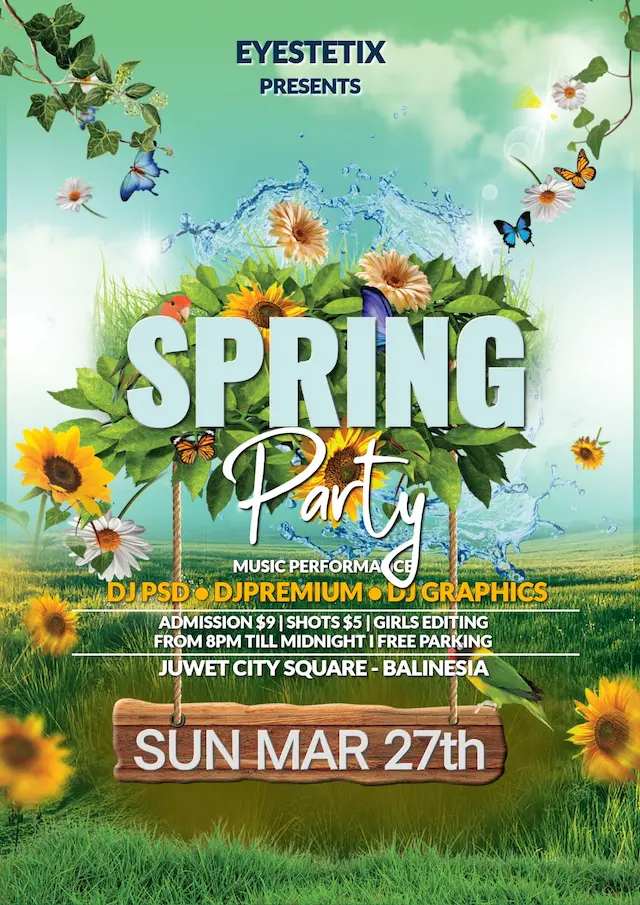 EYESTETIX
PRESENTS
SPRING
Party
MUSIC PERFORMANCE
DJ PSD ● DJPREMIUM ● DJ GRAPHICS
ADMISSION $9 | SHOTS $5 | GIRLS EDITING
FROM 8PM TILL MIDNIGHT I FREE PARKING
JUWET CITY SQUARE - BALINESIA
SUN MAR 27th